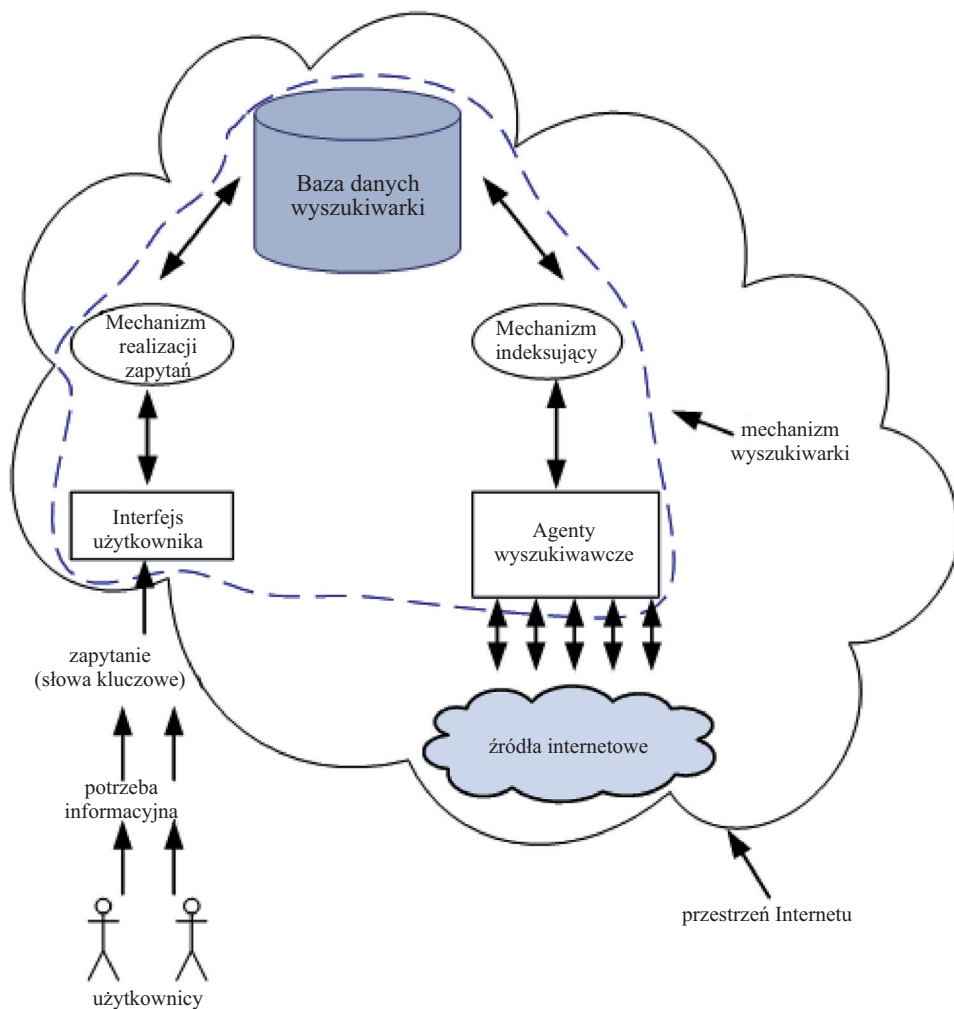 Baza danych
wyszukiwarki
Mechanizm
realizacji
zapytań
Mechanizm
indeksujący
mechanizm
wyszukiwarki
Interfejs
użytkownika
Agenty
wyszukiwawcze
zapytanie
(słowa kluczowe)
źródła internetowe
potrzeba
informacyjna
przestrzeń Internetu
użytkownicy